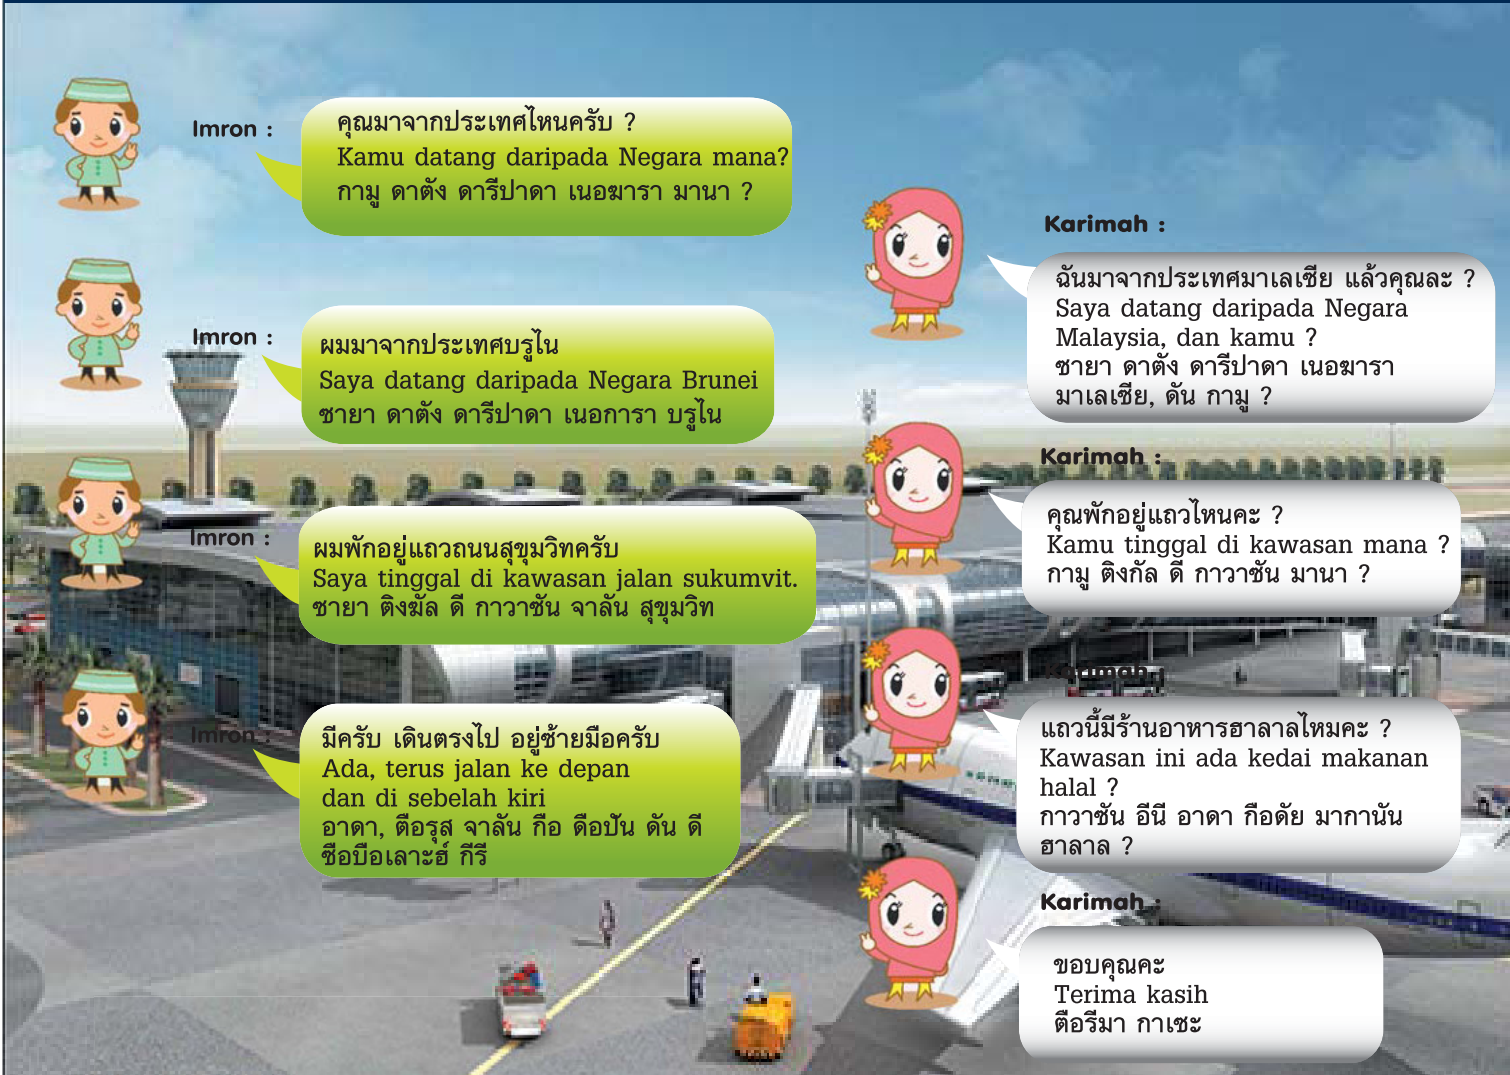 Imron :
คุณมาจากประเทศไหนครับ ?
Kamu datang daripada Negara mana?
กามู ดาตัง ดารีปาดา เนอฆารา มานา ?
Karimah :
ฉันมาจากประเทศมาเลเซีย แล้วคุณละ ?
Saya datang daripada Negara
Malaysia, dan kamu ?
ซายา ดาตัง ดารีปาดา เนอฆารา
มาเลเซีย, ดัน กามู ?
Imron :
ผมมาจากประเทศบรูไน
Saya datang daripada Negara Brunei
ซายา ดาตัง ดารีปาดา เนอการา บรูไน
Karimah :
คุณพักอยู่แถวไหนคะ ?
Kamu tinggal di kawasan mana ?
กามู ติงกัล ดี กาวาซัน มานา ?
Imron :
ผมพักอยู่แถวถนนสุขุมวิทครับ
Saya tinggal di kawasan jalan sukumvit.
ซายา ติงฆัล ดี กาวาซัน จาลัน สุขุมวิท
Karimah :
แถวนี้มีร้านอาหารฮาลาลไหมคะ ?
Kawasan ini ada kedai makanan
halal ?
กาวาซัน อีนี อาดา กือดัย มากานัน
ฮาลาล ?
Imron :
มีครับ เดินตรงไป อยู่ซ้ายมือครับ
Ada, terus jalan ke depan
dan di sebelah kiri
อาดา, ตือรุส จาลัน กือ ดือปัน ดัน ดี
ซือบือเลาะฮ์ กีรี
Karimah :
ขอบคุณคะ
Terima kasih
ตือรีมา กาเซะ